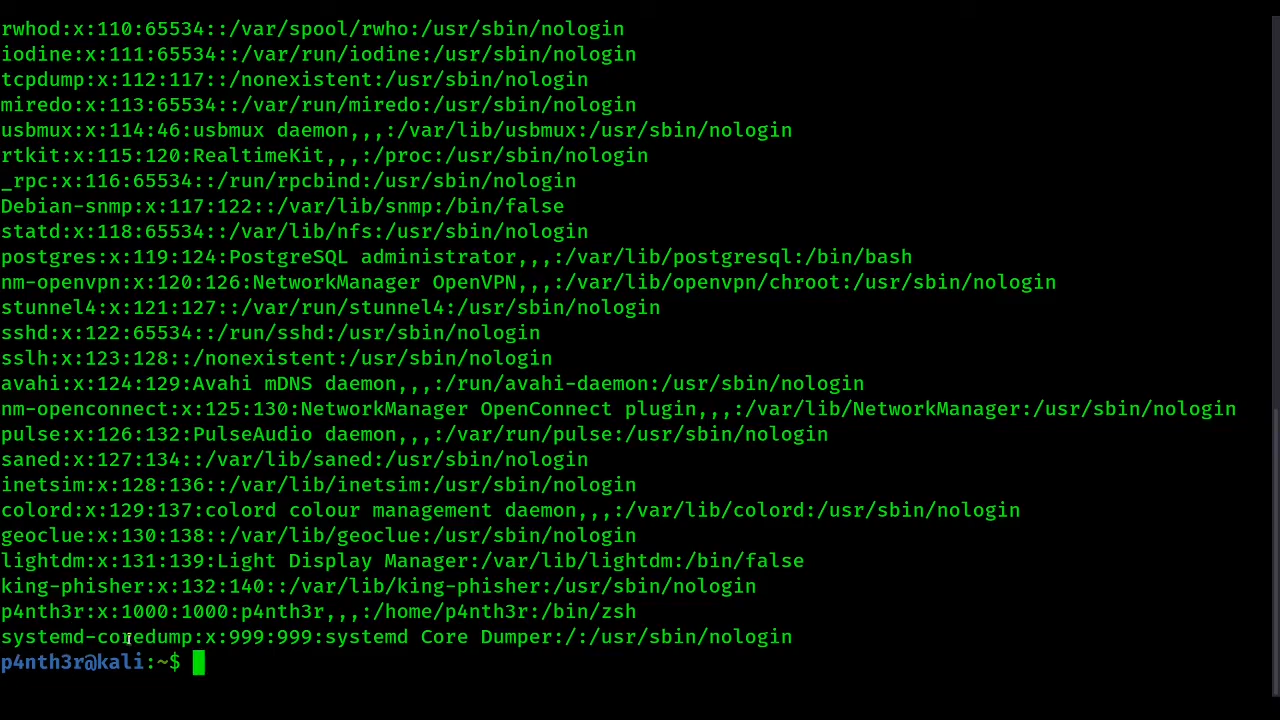 rwhod:x:110:65534::/var/spool/rwho:/usr/sbin/nologin
iodine:x:111:65534::/var/run/iodine:/usr/sbin/nologin
tcpdump:x:112:117::/nonexistent:/usr/sbin/nologin
miredo:x:113:65534::/var/run/miredo:/usr/sbin/nologin
usbmux:x:114:46:usbmux daemon,,,:/var/lib/usbmux:/usr/sbin/nologin
rtkit:x:115:120:RealtimeKit,,,:/proc:/usr/sbin/nologin
_rpc:x:116:65534::/run/rpcbind:/usr/sbin/nologin
Debian-snmp:x:117:122::/var/lib/snmp:/bin/false
statd:x:118:65534::/var/lib/nfs:/usr/sbin/nologin
postgres:x:119:124:PostgreSQL administrator,,,:/var/lib/postgresql:/bin/bash
nm-openvpn:x:120:126:NetworkManager OpenVPN,,,:/var/lib/openvpn/chroot:/usr/sbin/nologin
stunnel4:x:121:127::/var/run/stunnel4:/usr/sbin/nologin
sshd:x:122:65534::/run/sshd:/usr/sbin/nologin
sslh:x:123:128::/nonexistent:/usr/sbin/nologin
avahi:x:124:129:Avahi mDNS daemon,,,:/run/avahi-daemon:/usr/sbin/nologin
nm-openconnect:x:125:130:NetworkManager OpenConnect plugin,,,:/var/lib/NetworkManager:/usr/sbin/nologin
pulse:x:126:132:PulseAudio daemon,,,:/var/run/pulse:/usr/sbin/nologin
saned:x:127:134::/var/lib/saned:/usr/sbin/nologin
inetsim:x:128:136::/var/lib/inetsim:/usr/sbin/nologin
colord:x:129:137:colord colour management daemon,,,:/var/lib/colord:/usr/sbin/nologin
geoclue:x:130:138::/var/lib/geoclue:/usr/sbin/nologin
lightdm:x:131:139:Light Display Manager:/var/lib/lightdm:/bin/false
king-phisher:x:132:140::/var/lib/king-phisher:/usr/sbin/nologin
p4nth3r:x:1000:1000:p4nth3r,,,:/home/p4nth3r:/bin/zsh
systemd-coredump:x:999:999:systemd Core Dumper:/:/usr/sbin/nologin
p4nth3r@kali:~$